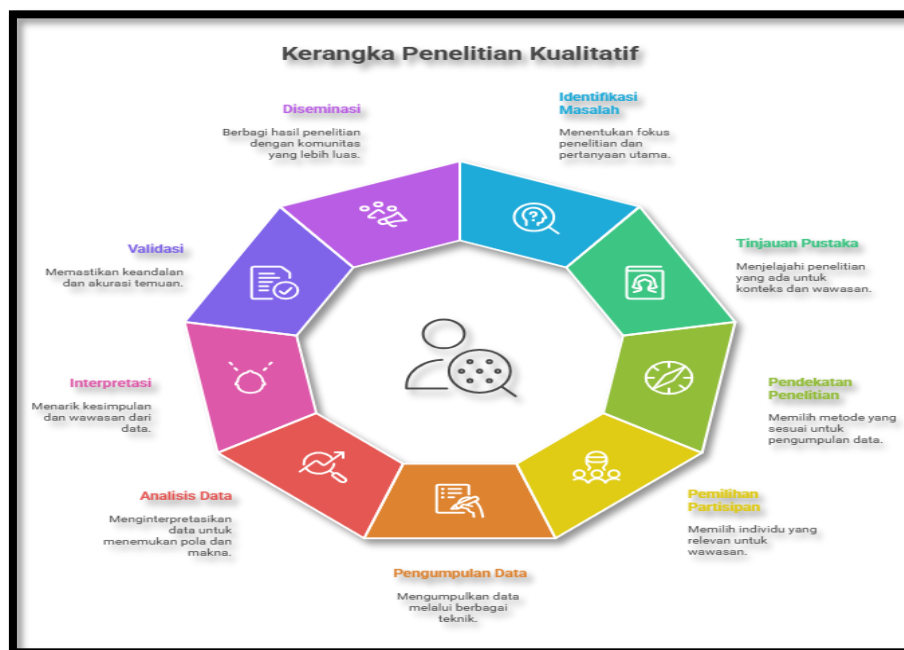 Kerangka Penelitian Kualitatif
Identifikasi
Masalah
Menentukan fokus
penelitian dan
pertanyaan utama.
Tinjauan Pustaka
Menjelajahi penelitian
yang ada untuk
konteks dan wawasan.
Pendekatan
Penelitian
Memilih metode yang
sesuai untuk
pengumpulan data.
Pemilihan
Partisipan
Memilih individu yang
relevan untuk
wawasan.
Pengumpulan Data
Mengumpulkan data
melalui berbagai
teknik.
Analisis Data
Menginterpretasikan
data untuk
menemukan pola dan
makna.
Interpretasi
Menarik kesimpulan
dan wawasan dari
data.
Validasi
Memastikan keandalan
dan akurasi temuan.
Diseminasi
Berbagi hasil penelitian
dengan komunitas
yang lebih luas.